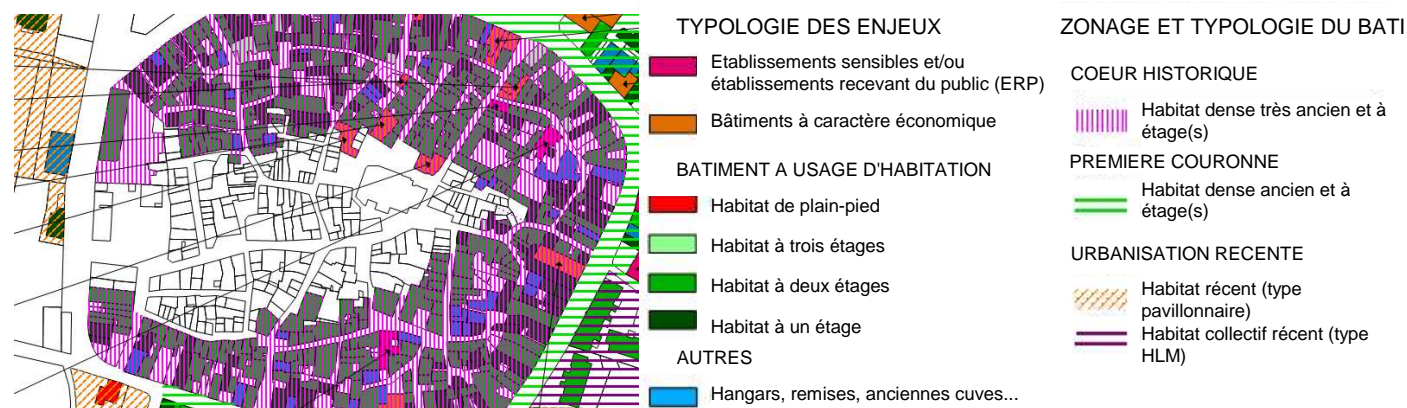 TYPOLOGIE DES ENJEUX
Etablissements sensibles et/ou
établissements recevant du public (ERP)
Bâtiments à caractère économique
BATIMENT A USAGE D'HABITATION
Habitat de plain-pied
Habitat à trois étages
Habitat à deux étages
Habitat à un étage
AUTRES
Hangars, remises, anciennes cuves...
ZONAGE ET TYPOLOGIE DU BATI
COEUR HISTORIQUE
Habitat dense très ancien et à
étage(s)
PREMIERE COURONNE
Habitat dense ancien et à
étage(s)
URBANISATION RECENTE
Habitat récent (type
pavillonnaire)
Habitat collectif récent (type
HLM)